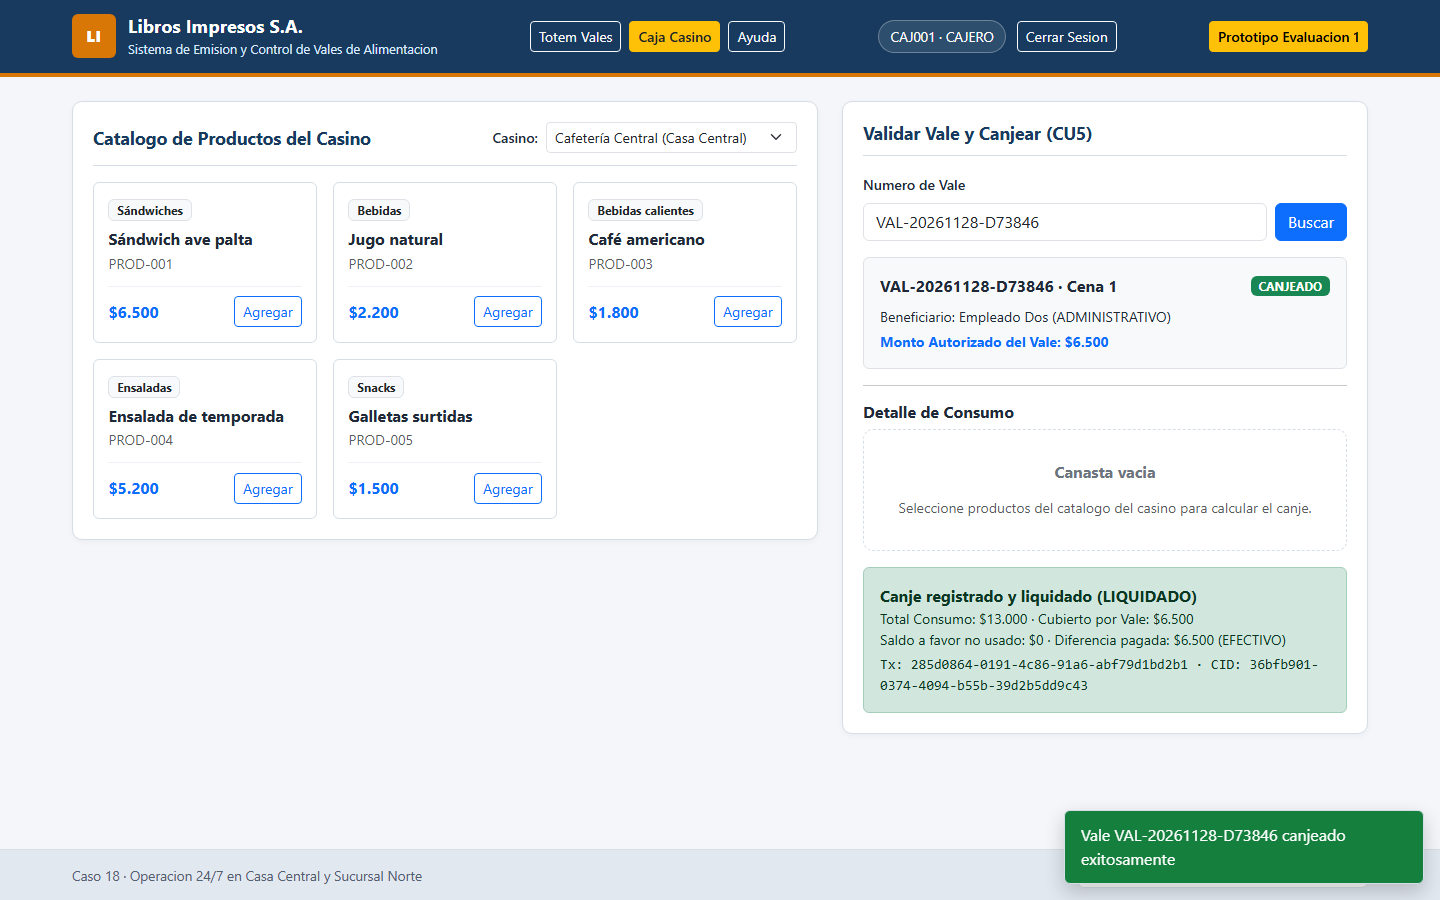 LI
Libros Impresos S.A.
Sistema de Emision y Control de Vales de Alimentacion
Totem Vales
Caja Casino
Ayuda
CAJ001 · CAJERO
Cerrar Sesion
Prototipo Evaluacion 1
Catalogo de Productos del Casino
Casino:
Cafetería Central (Casa Central)
Sándwiches
Sándwich ave palta
PROD-001
$6.500
Agregar
Bebidas
Jugo natural
PROD-002
$2.200
Agregar
Bebidas calientes
Café americano
PROD-003
$1.800
Agregar
Ensaladas
Ensalada de temporada
PROD-004
$5.200
Agregar
Snacks
Galletas surtidas
PROD-005
$1.500
Agregar
Validar Vale y Canjear (CU5)
Numero de Vale
VAL-20261128-D73846
Buscar
VAL-20261128-D73846 · Cena 1
CANJEADO
Beneficiario: Empleado Dos (ADMINISTRATIVO)
Monto Autorizado del Vale: $6.500
Detalle de Consumo
Canasta vacia
Seleccione productos del catalogo del casino para calcular el canje.
Canje registrado y liquidado (LIQUIDADO)
Total Consumo: $13.000 · Cubierto por Vale: $6.500
Saldo a favor no usado: $0 · Diferencia pagada: $6.500 (EFECTIVO)
Tx: 285d0864-0191-4c86-91a6-abf79d1bd2b1 · CID: 36bfb901-
0374-4094-b55b-39d2b5dd9c43
Vale VAL-20261128-D73846 canjeado
exitosamente
Caso 18 · Operacion 24/7 en Casa Central y Sucursal Norte